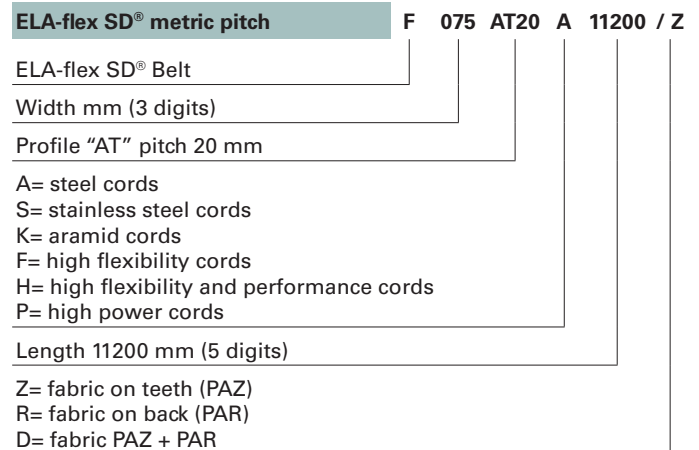 ELA-flex SD® metric pitch F 075 AT20 A 11200 / Z
ELA-flex SD® Belt
Width mm (3 digits)
Profile “AT” pitch 20 mm
A= steel cords
S= stainless steel cords
K= aramid cords
F= high flexibility cords
H= high flexibility and performance cords
P= high power cords
Length 11200 mm (5 digits)
Z= fabric on teeth (PAZ)
R= fabric on back (PAR)
D= fabric PAZ + PAR